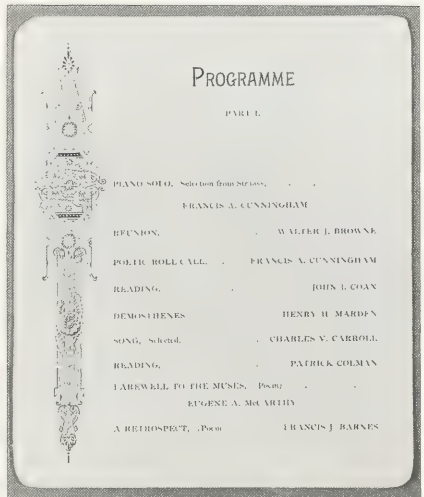 PROGRAMME
PART I.
PIANO SOLO, Selection from Strauss, . .
FRANCIS A. CUNNINGHAM
REUNION, . WALTER J. BROWNE
POETIC ROLL CALL, . FRANCIS A. CUNNINGHAM
READING, . JOHN I. COAN
DEMOSTHENES HENRY H. MARDEN
SONG, Selected, . CHARLES V. CARROLL
READING, . PATRICK COLMAN
FAREWELL TO THE MUSES, Poem, . .
EUGENE A. McCARTHY
A RETROSPECT, Poem FRANCIS J. BARNES